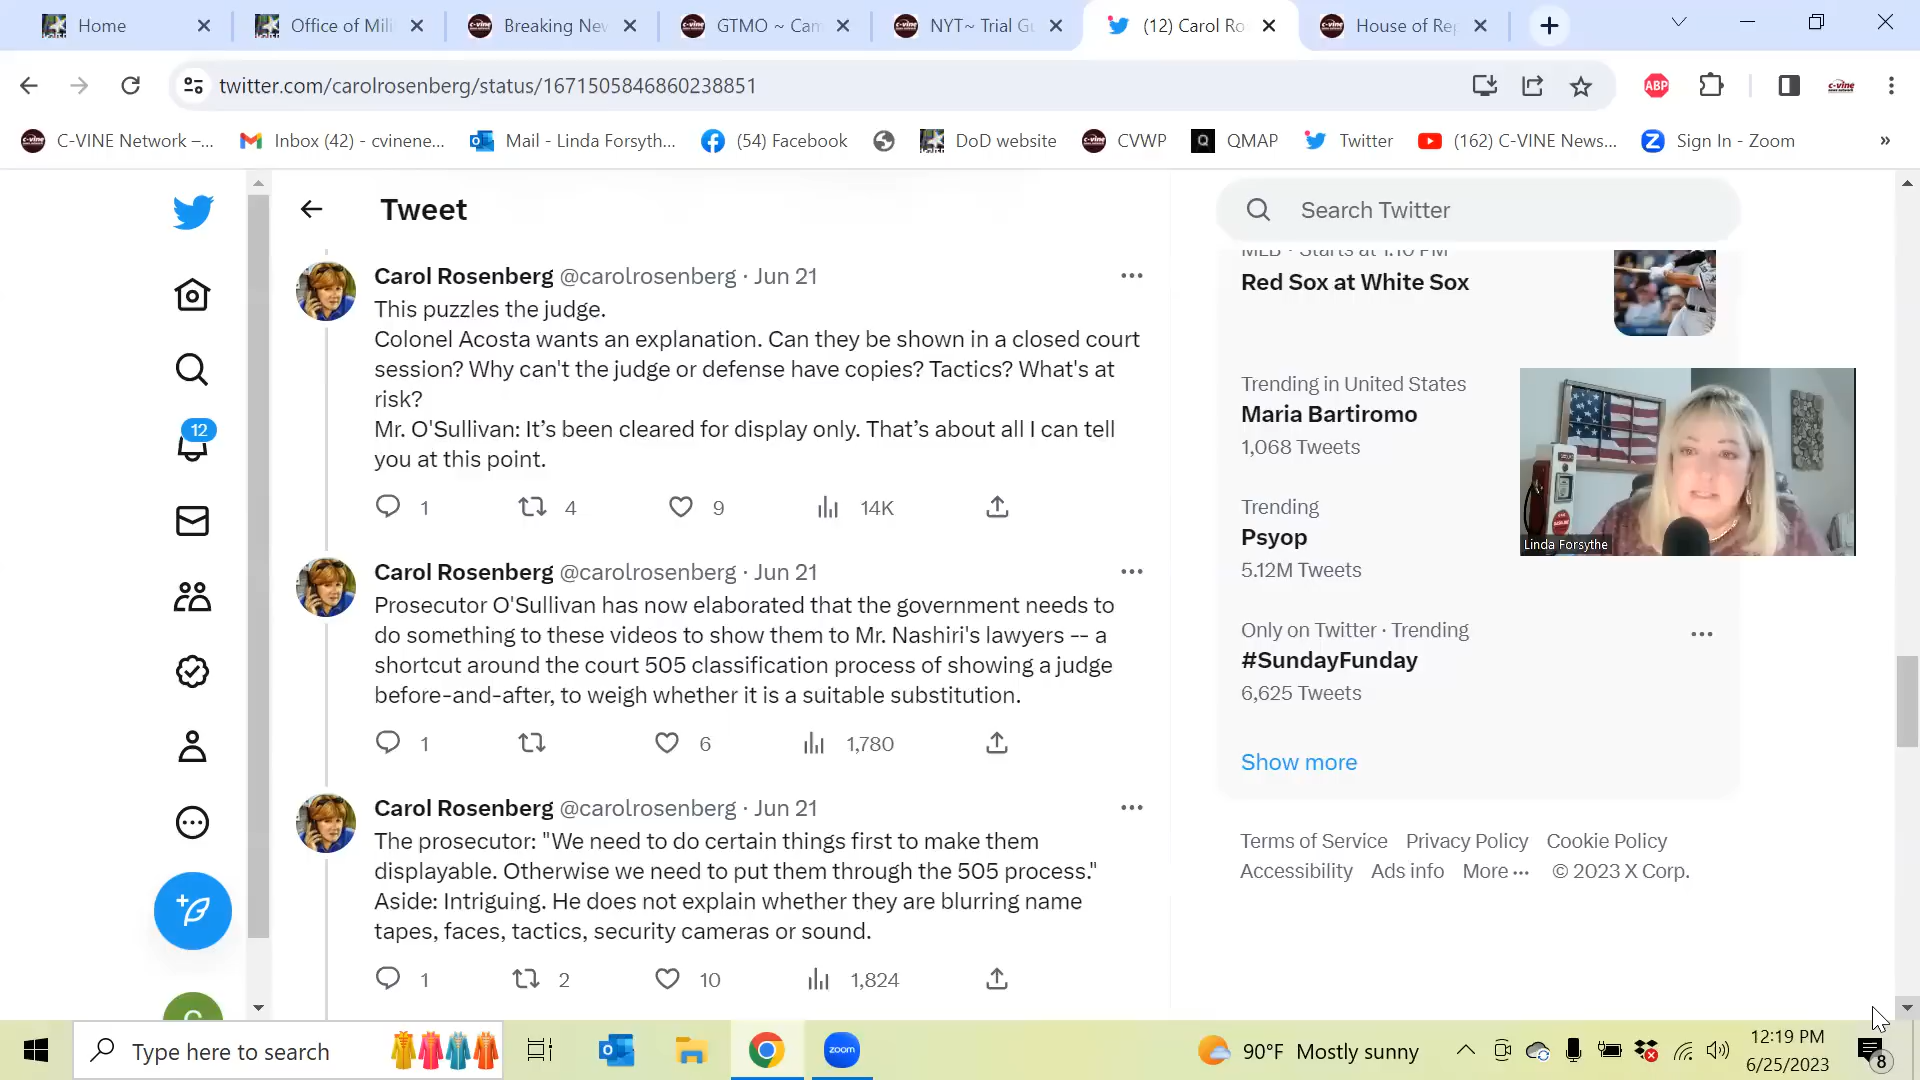 Home
Office of Mili
Breaking Nev
GTMO ~ Cam
NYT~ Trial Gu
(12) Carol Ro
House of Rep
twitter.com/carolrosenberg/status/1671505846860238851
ABP
c-vine
C-VINE Network –...
Inbox (42) - cvinene...
Mail - Linda Forsyth...
(54) Facebook
DoD website
CVWP
Q
QMAP
Twitter
(162) C-VINE News...
Sign In - Zoom
»
Tweet
Search Twitter
Carol Rosenberg @carolrosenberg · Jun 21
This puzzles the judge.
Colonel Acosta wants an explanation. Can they be shown in a closed court
session? Why can't the judge or defense have copies? Tactics? What's at
risk?
Mr. O'Sullivan: It’s been cleared for display only. That’s about all I can tell
you at this point.
1
4
9
14K
Carol Rosenberg @carolrosenberg · Jun 21
Prosecutor O'Sullivan has now elaborated that the government needs to
do something to these videos to show them to Mr. Nashiri's lawyers -- a
shortcut around the court 505 classification process of showing a judge
before-and-after, to weigh whether it is a suitable substitution.
1
6
1,780
Carol Rosenberg @carolrosenberg · Jun 21
The prosecutor: "We need to do certain things first to make them
displayable. Otherwise we need to put them through the 505 process."
Aside: Intriguing. He does not explain whether they are blurring name
tapes, faces, tactics, security cameras or sound.
1
2
10
1,824
12
MLB · Starts at 1:10 PM
Red Sox at White Sox
Trending in United States
Maria Bartiromo
1,068 Tweets
Trending
Psyop
5.12M Tweets
Only on Twitter · Trending
#SundayFunday
6,625 Tweets
Show more
Terms of Service Privacy Policy Cookie Policy
Accessibility Ads info More ··· © 2023 X Corp.
Linda Forsythe
Type here to search
zoom
90°F Mostly sunny
12:19 PM
6/25/2023
8